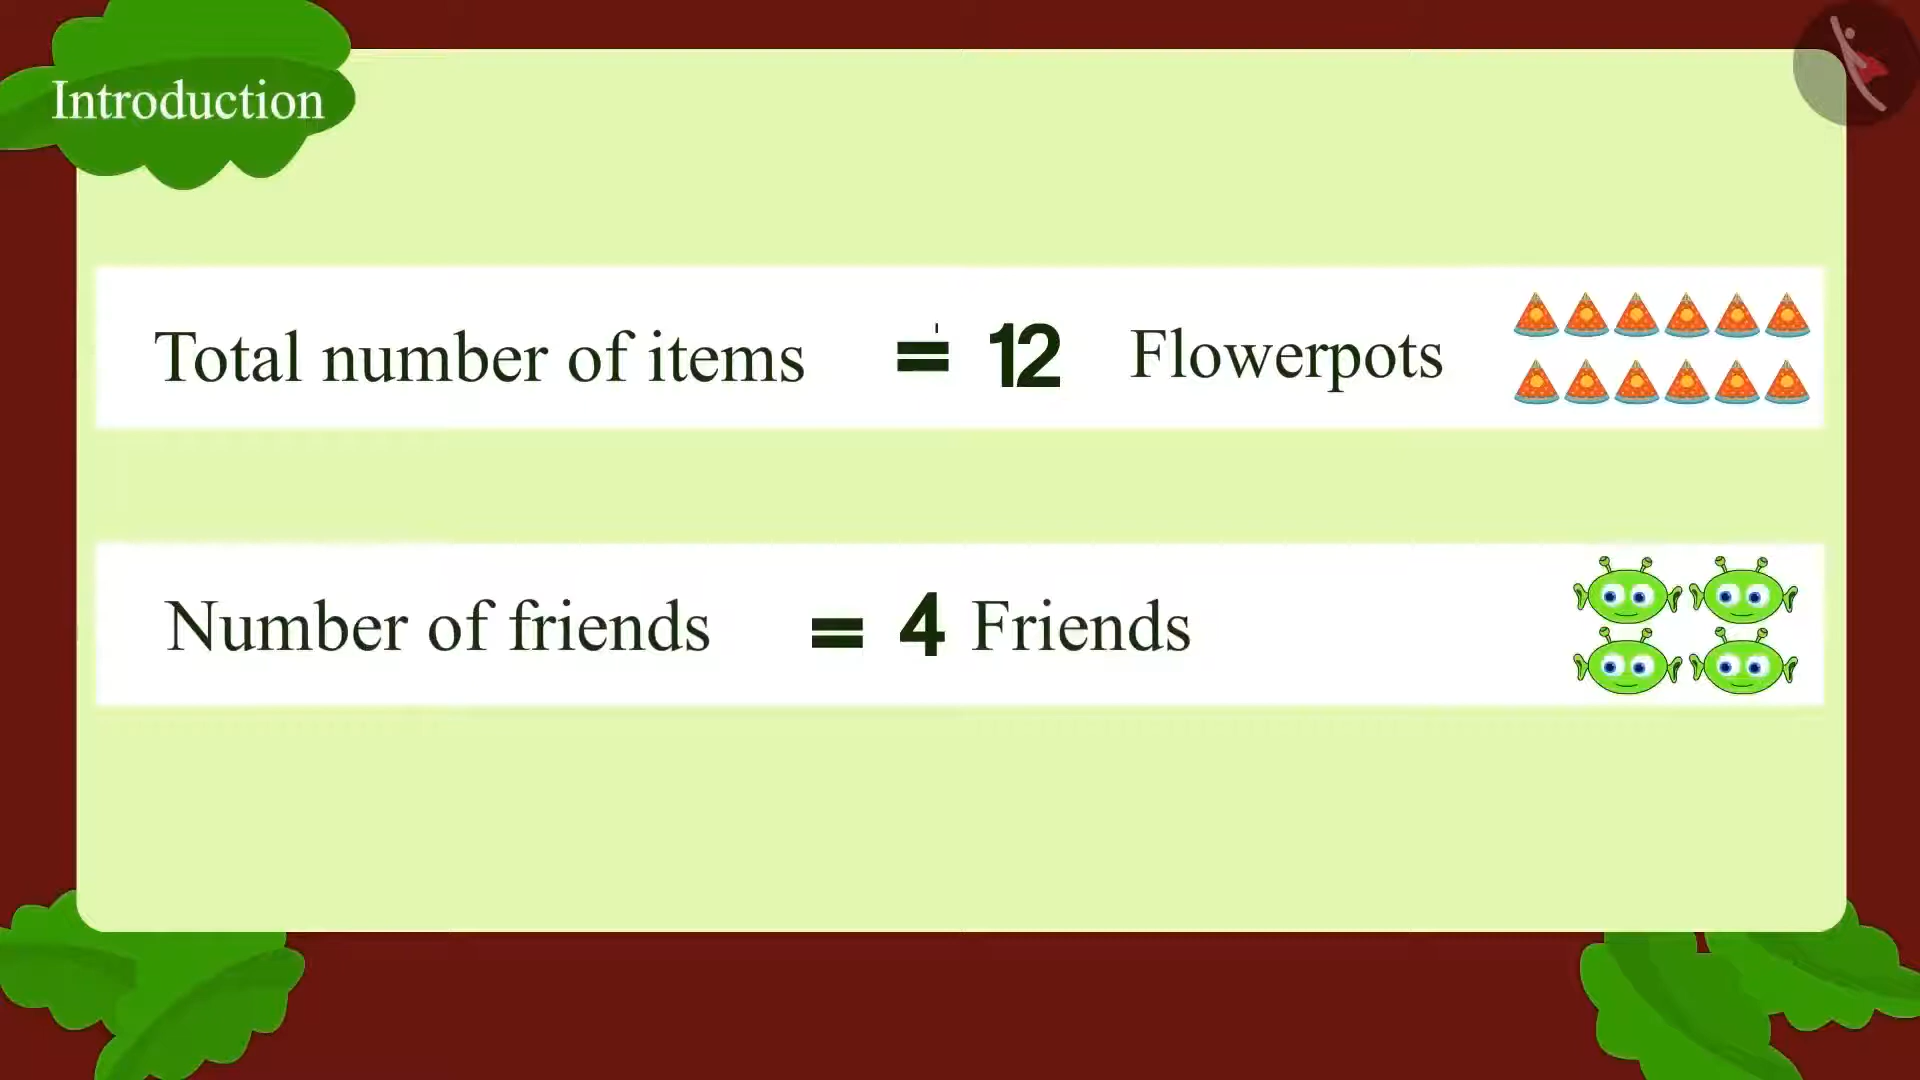 Introduction
Total number of items = 12 Flowerpots
Number of friends = 4 Friends